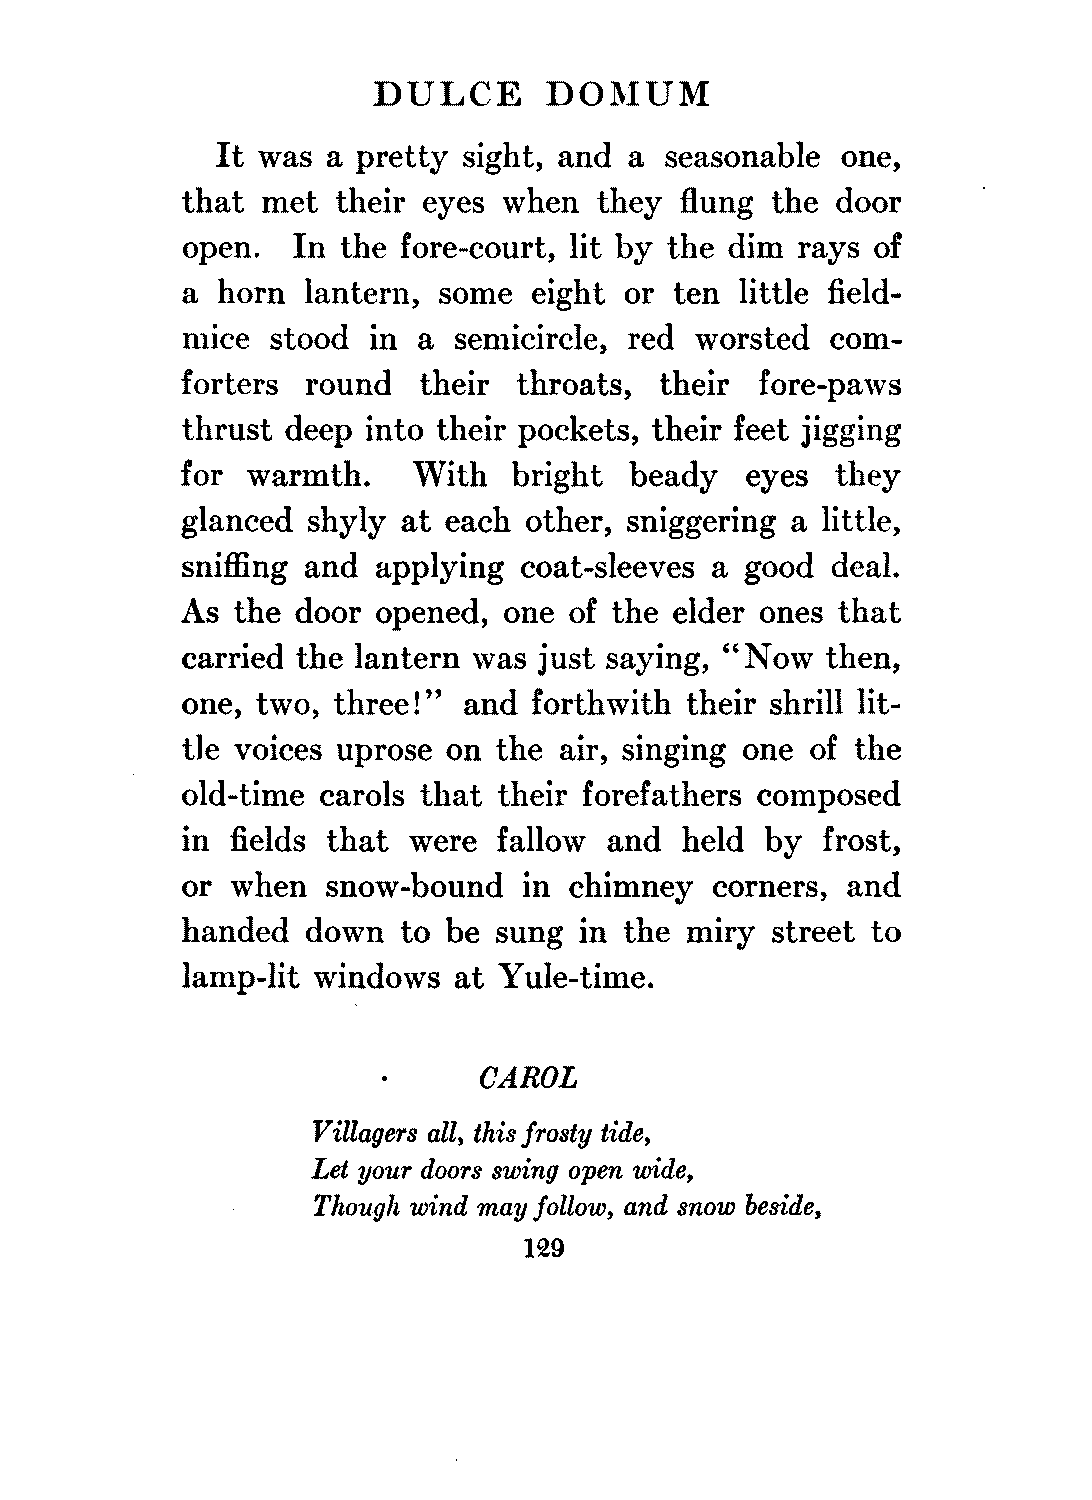 DULCE DOMUM
It was a pretty sight, and a seasonable one,
that met their eyes when they flung the door
open. In the fore-court, lit by the dim rays of
a horn lantern, some eight or ten little field-
mice stood in a semicircle, red worsted com-
forters round their throats, their fore-paws
thrust deep into their pockets, their feet jigging
for warmth. With bright beady eyes they
glanced shyly at each other, sniggering a little,
sniffing and applying coat-sleeves a good deal.
As the door opened, one of the elder ones that
carried the lantern was just saying, “Now then,
one, two, three!” and forthwith their shrill lit-
tle voices uprose on the air, singing one of the
old-time carols that their forefathers composed
in fields that were fallow and held by frost,
or when snow-bound in chimney corners, and
handed down to be sung in the miry street to
lamp-lit windows at Yule-time.
CAROL
Villagers all, this frosty tide,
Let your doors swing open wide,
Though wind may follow, and snow beside,
129